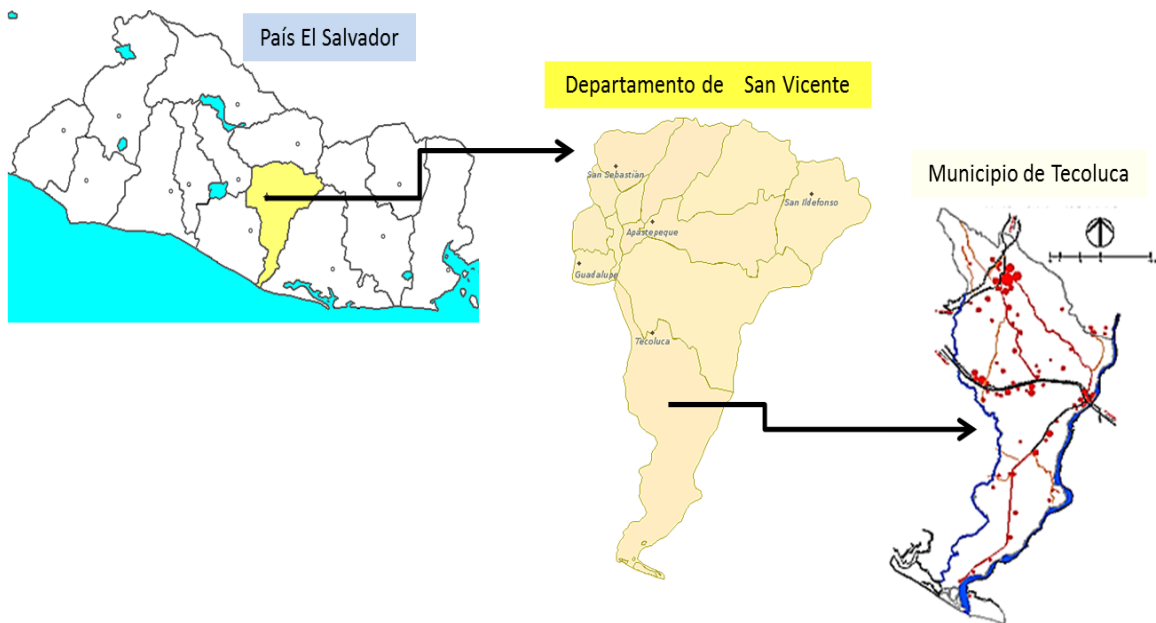 País El Salvador
Departamento de San Vicente
Municipio de Tecoluca
San Sebastián
San Ildefonso
Apastepeque
Guadalupe
Tecoluca